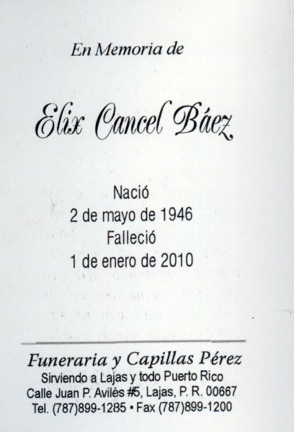 En Memoria de
Elix Cancel Báez
Nació
2 de mayo de 1946
Falleció
1 de enero de 2010
Funeraria y Capillas Pérez
Sirviendo a Lajas y todo Puerto Rico
Calle Juan P. Avilés #5, Lajas, P. R. 00667
Tel. (787)899-1285 • Fax (787)899-1200